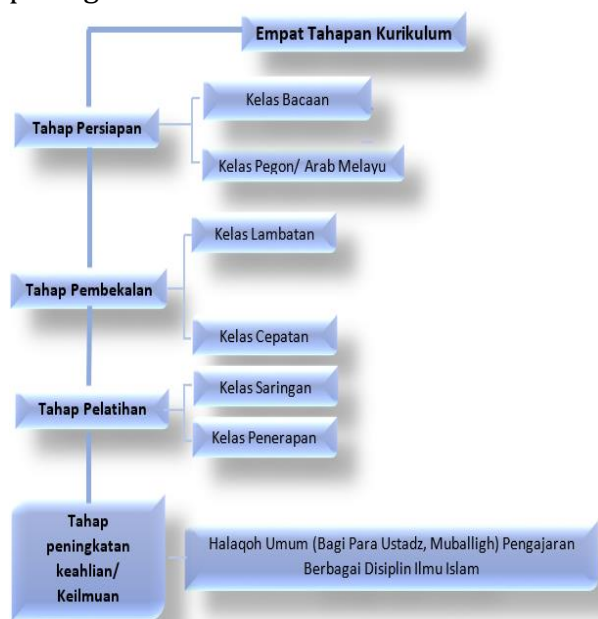 Empat Tahapan Kurikulum
Kelas Bacaan
Tahap Persiapan
Kelas Pegon/ Arab Melayu
Kelas Lambatan
Tahap Pembekalan
Kelas Cepatan
Kelas Saringan
Tahap Pelatihan
Kelas Penerapan
Tahap
peningkatan
keahlian/
Keilmuan
Halaqoh Umum (Bagi Para Ustadz, Muballigh) Pengajaran
Berbagai Disiplin Ilmu Islam